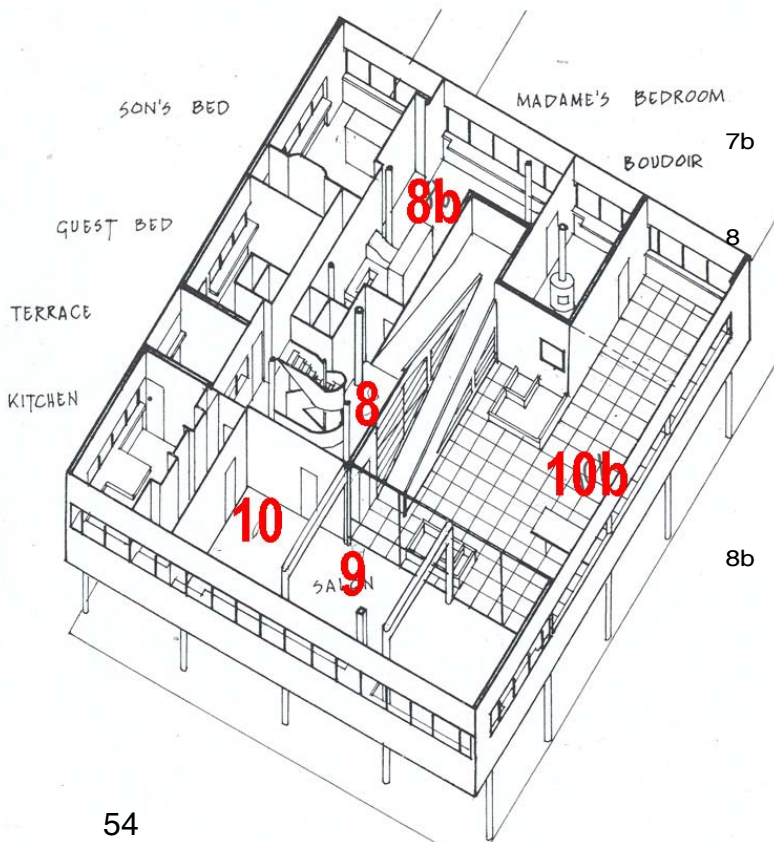 SON'S BED
MADAME'S BEDROOM
7b
BOUDOIR
8b
GUEST BED
8
TERRACE
KITCHEN
8
10b
10
9
SALON
8b
54